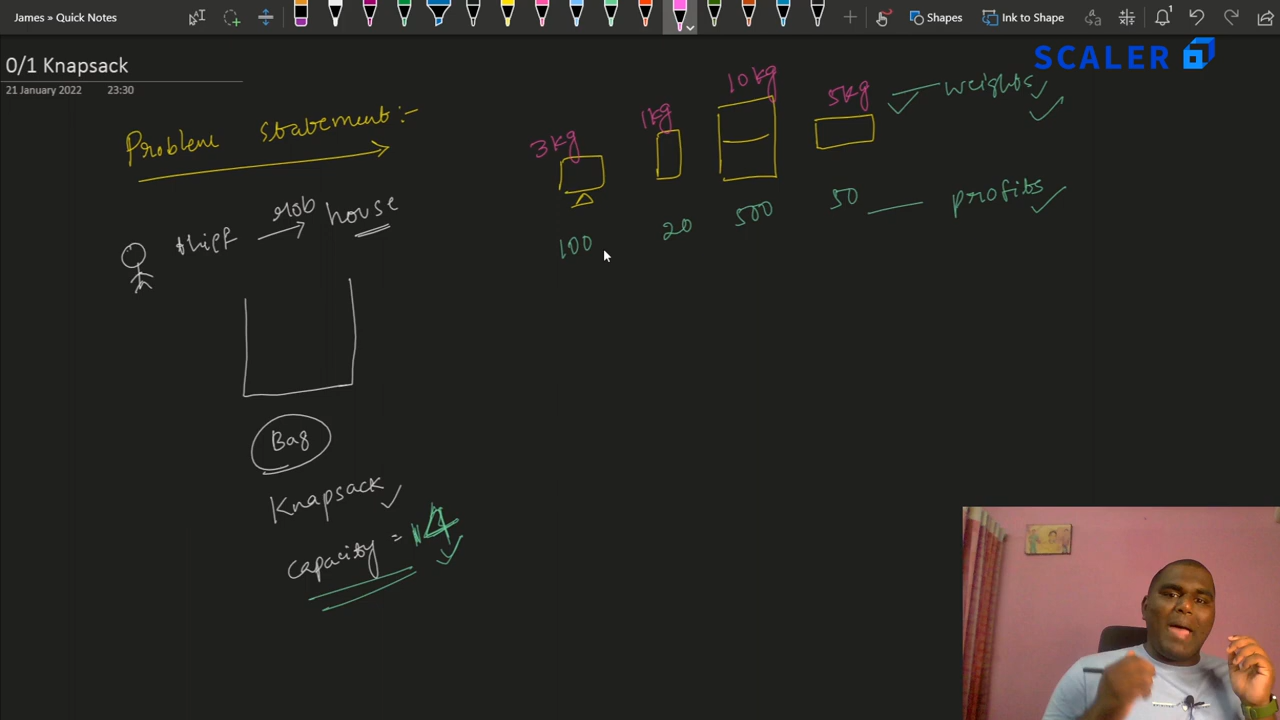 James » Quick Notes
Shapes
Ink to Shape
1
0/1 Knapsack
21 January 2022 23:30
SCALER
Problem statement:-
3kg
1kg
10kg
5kg
weights
100
20
500
50
profits
thief
rob
house
Bag
Knapsack
capacity = 14